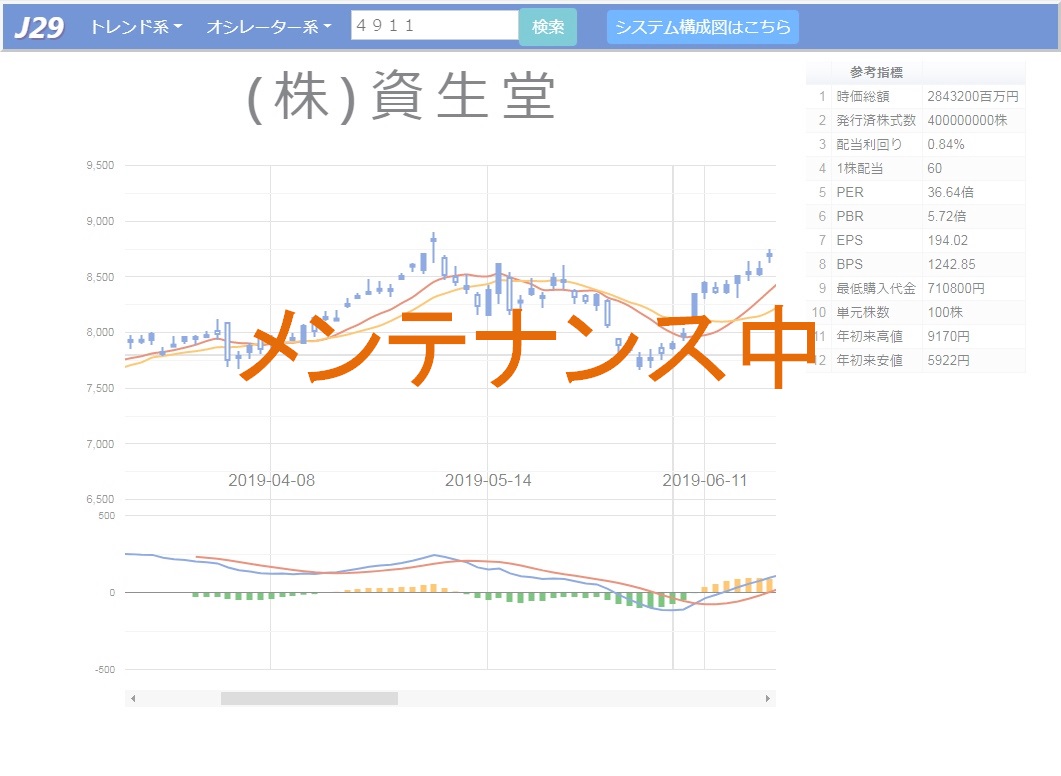 J29 トレンド系 オシレーター系 ４９１１ 検索 システム構成図はこちら
(株)資生堂
参考指標
1 時価総額 2843200百万円
2 発行済株式数 400000000株
3 配当利回り 0.84%
4 1株配当 60
5 PER 36.64倍
6 PBR 5.72倍
7 EPS 194.02
8 BPS 1242.85
9 最低購入代金 710800円
10 単元株数 100株
11 年初来高値 9170円
12 年初来安値 5922円
9,500
9,000
8,500
8,000
メンテナンス中
7,500
7,000
2019-04-08 2019-05-14 2019-06-11
6,500
500
0
-500